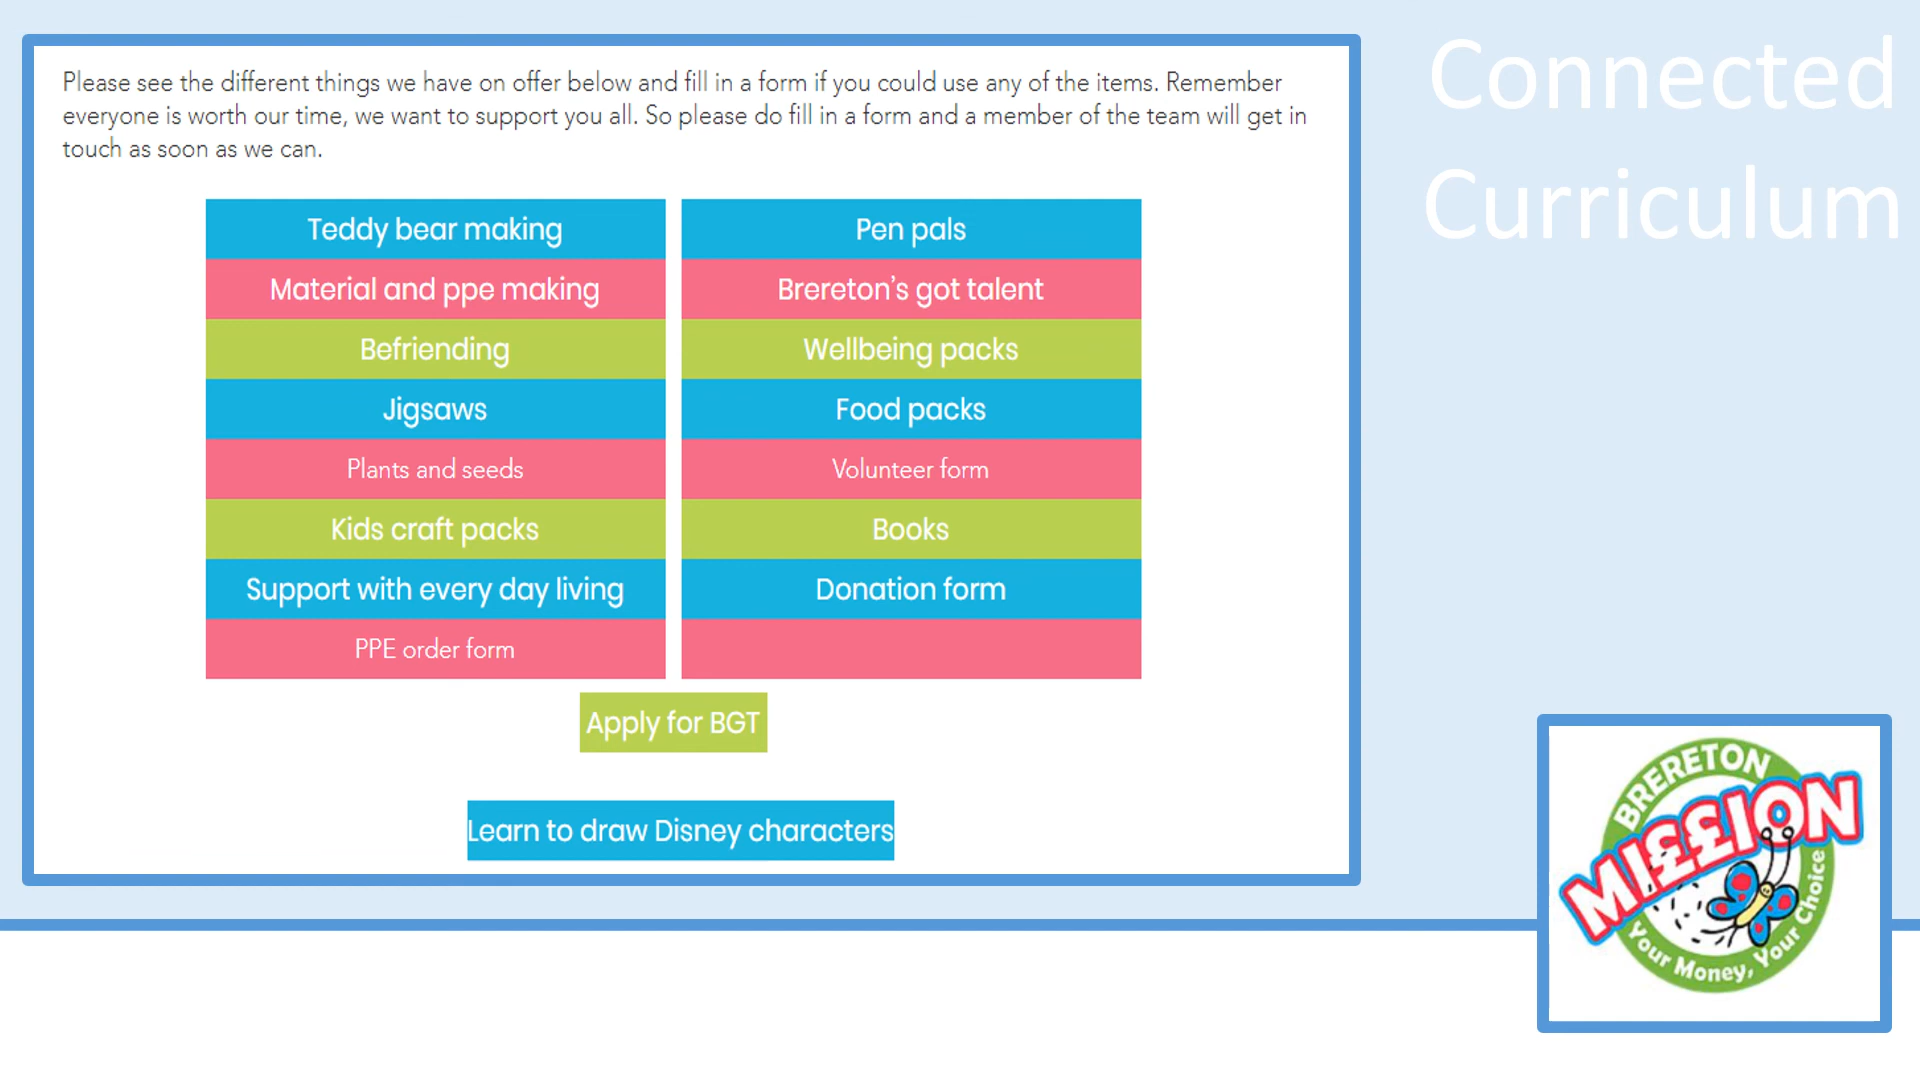 Connected
Curriculum
Please see the different things we have on offer below and fill in a form if you could use any of the items. Remember
everyone is worth our time, we want to support you all. So please do fill in a form and a member of the team will get in
touch as soon as we can.
Teddy bear making
Material and ppe making
Befriending
Jigsaws
Plants and seeds
Kids craft packs
Support with every day living
PPE order form
Pen pals
Brereton's got talent
Wellbeing packs
Food packs
Volunteer form
Books
Donation form
Apply for BGT
Learn to draw Disney characters
BRERETON
MI££ION
Your Money, Your Choice